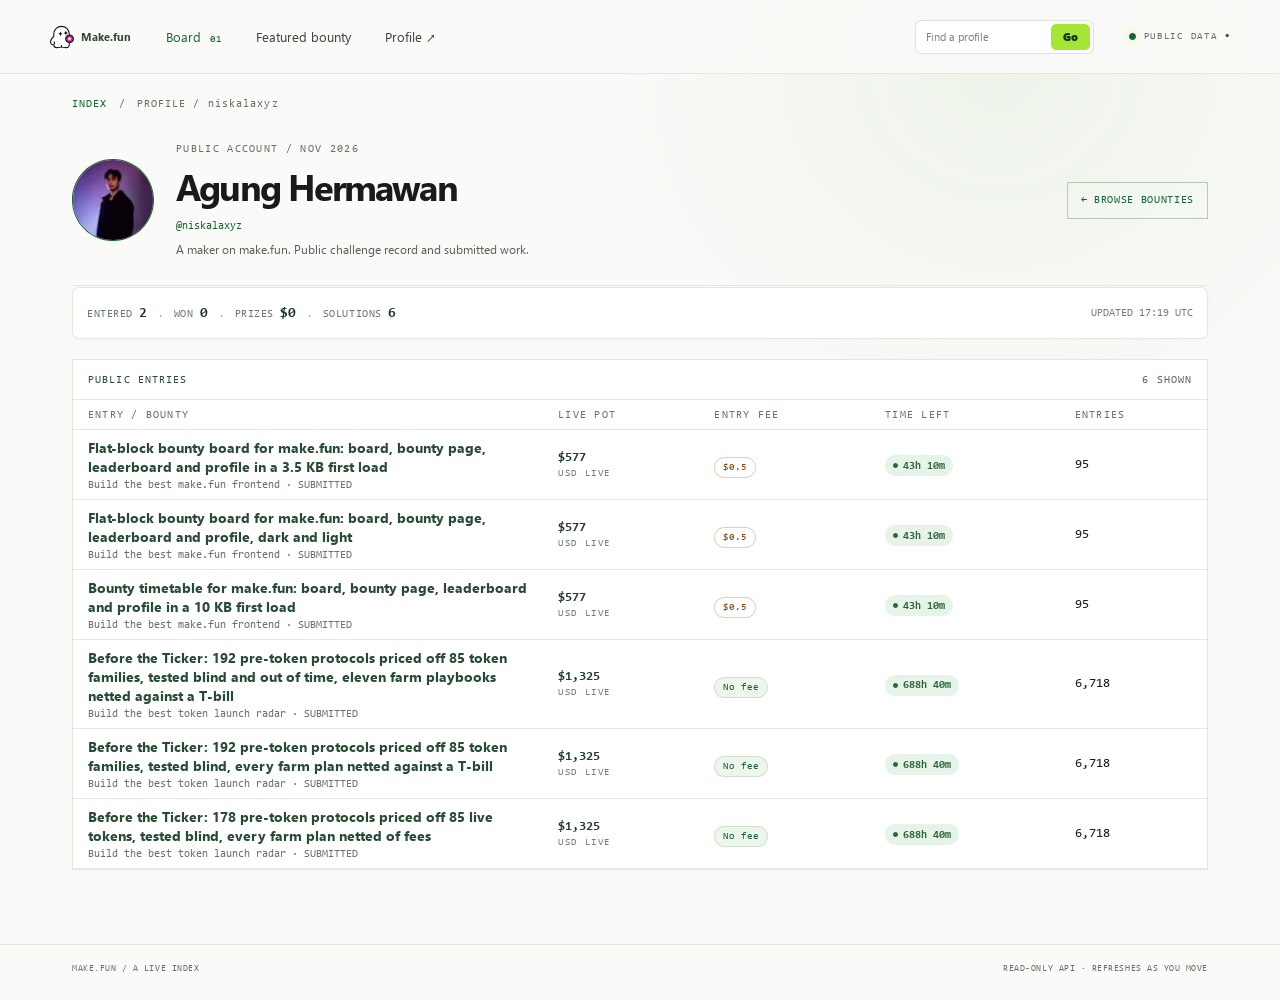 Make.fun
Board 01
Featured bounty
Profile ↗
Find a profile
Go
● PUBLIC DATA •
INDEX / PROFILE / niskalaxyz
PUBLIC ACCOUNT / NOV 2026
Agung Hermawan
@niskalaxyz
A maker on make.fun. Public challenge record and submitted work.
← BROWSE BOUNTIES
ENTERED 2 . WON 0 . PRIZES $0 . SOLUTIONS 6
UPDATED 17:19 UTC
PUBLIC ENTRIES
6 SHOWN
ENTRY / BOUNTY LIVE POT ENTRY FEE TIME LEFT ENTRIES
Flat-block bounty board for make.fun: board, bounty page,
leaderboard and profile in a 3.5 KB first load
Build the best make.fun frontend · SUBMITTED
$577
USD LIVE
$0.5
● 43h 10m
95
Flat-block bounty board for make.fun: board, bounty page,
leaderboard and profile, dark and light
Build the best make.fun frontend · SUBMITTED
$577
USD LIVE
$0.5
● 43h 10m
95
Bounty timetable for make.fun: board, bounty page, leaderboard
and profile in a 10 KB first load
Build the best make.fun frontend · SUBMITTED
$577
USD LIVE
$0.5
● 43h 10m
95
Before the Ticker: 192 pre-token protocols priced off 85 token
families, tested blind and out of time, eleven farm playbooks
netted against a T-bill
Build the best token launch radar · SUBMITTED
$1,325
USD LIVE
No fee
● 688h 40m
6,718
Before the Ticker: 192 pre-token protocols priced off 85 token
families, tested blind, every farm plan netted against a T-bill
Build the best token launch radar · SUBMITTED
$1,325
USD LIVE
No fee
● 688h 40m
6,718
Before the Ticker: 178 pre-token protocols priced off 85 live
tokens, tested blind, every farm plan netted of fees
Build the best token launch radar · SUBMITTED
$1,325
USD LIVE
No fee
● 688h 40m
6,718
MAKE.FUN / A LIVE INDEX
READ-ONLY API · REFRESHES AS YOU MOVE